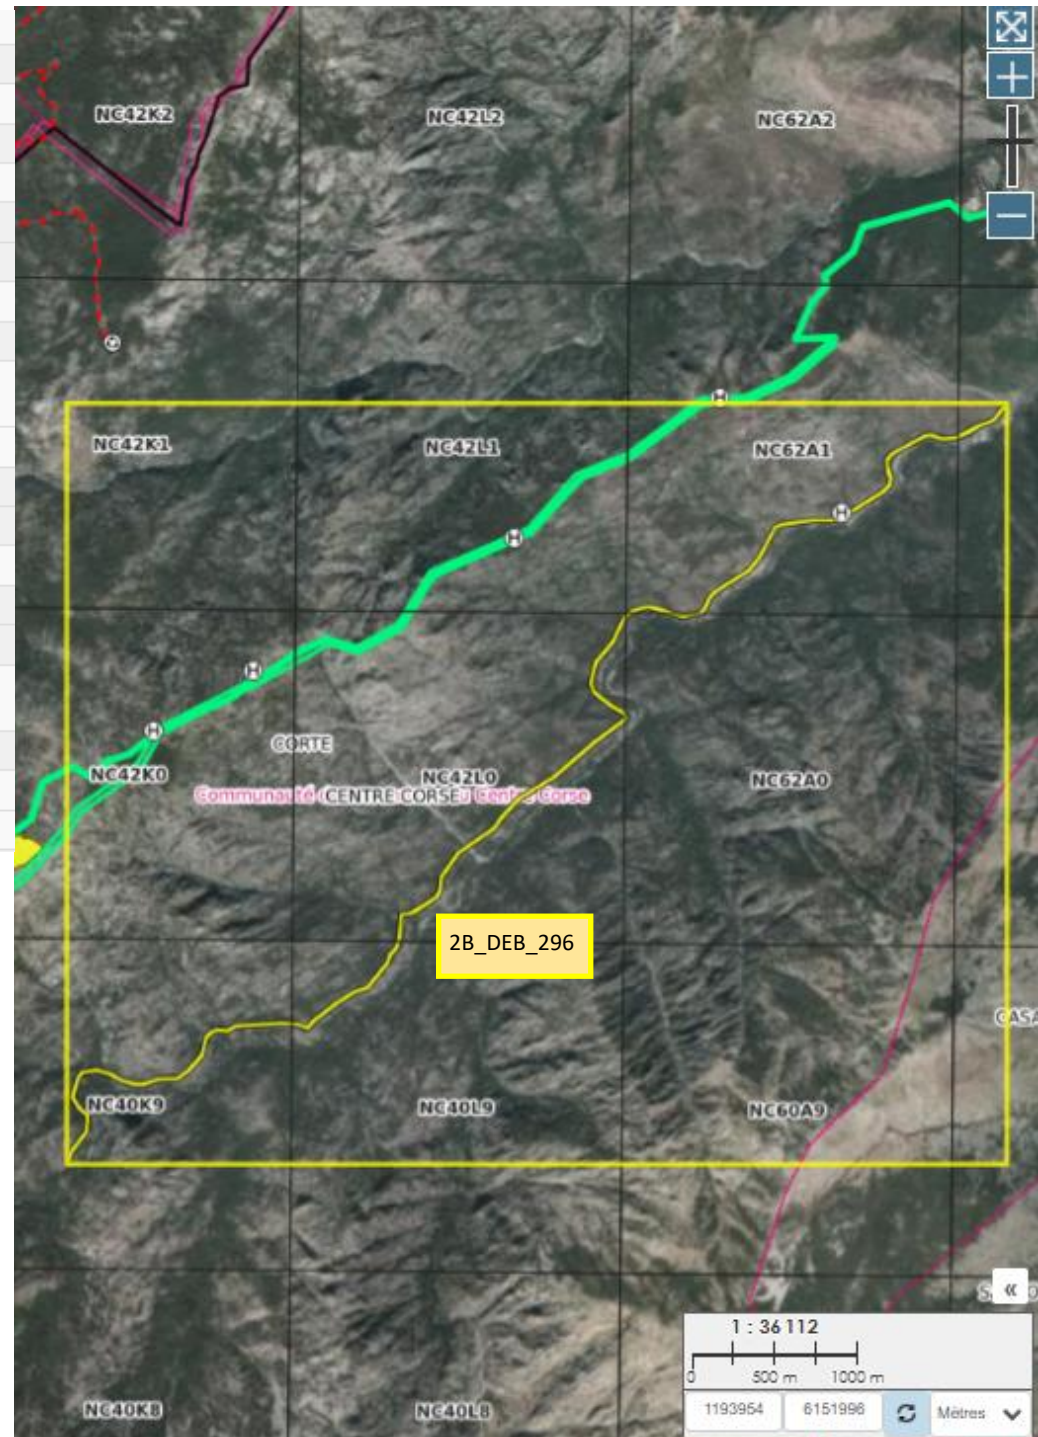 NC42K2
NC42L2
NC62A2
NC42K1
NC42L1
NC62A1
CORTE
NC42K0
NC42L0
NC62A0
Communauté
CENTRE CORSE
Centre Corse
2B_DEB_296
CASA
NC40K9
NC40L9
NC60A9
«
1 : 36 112
0 500 m 1000 m
1193954 6151996 Mètres
NC40K8
NC40L8